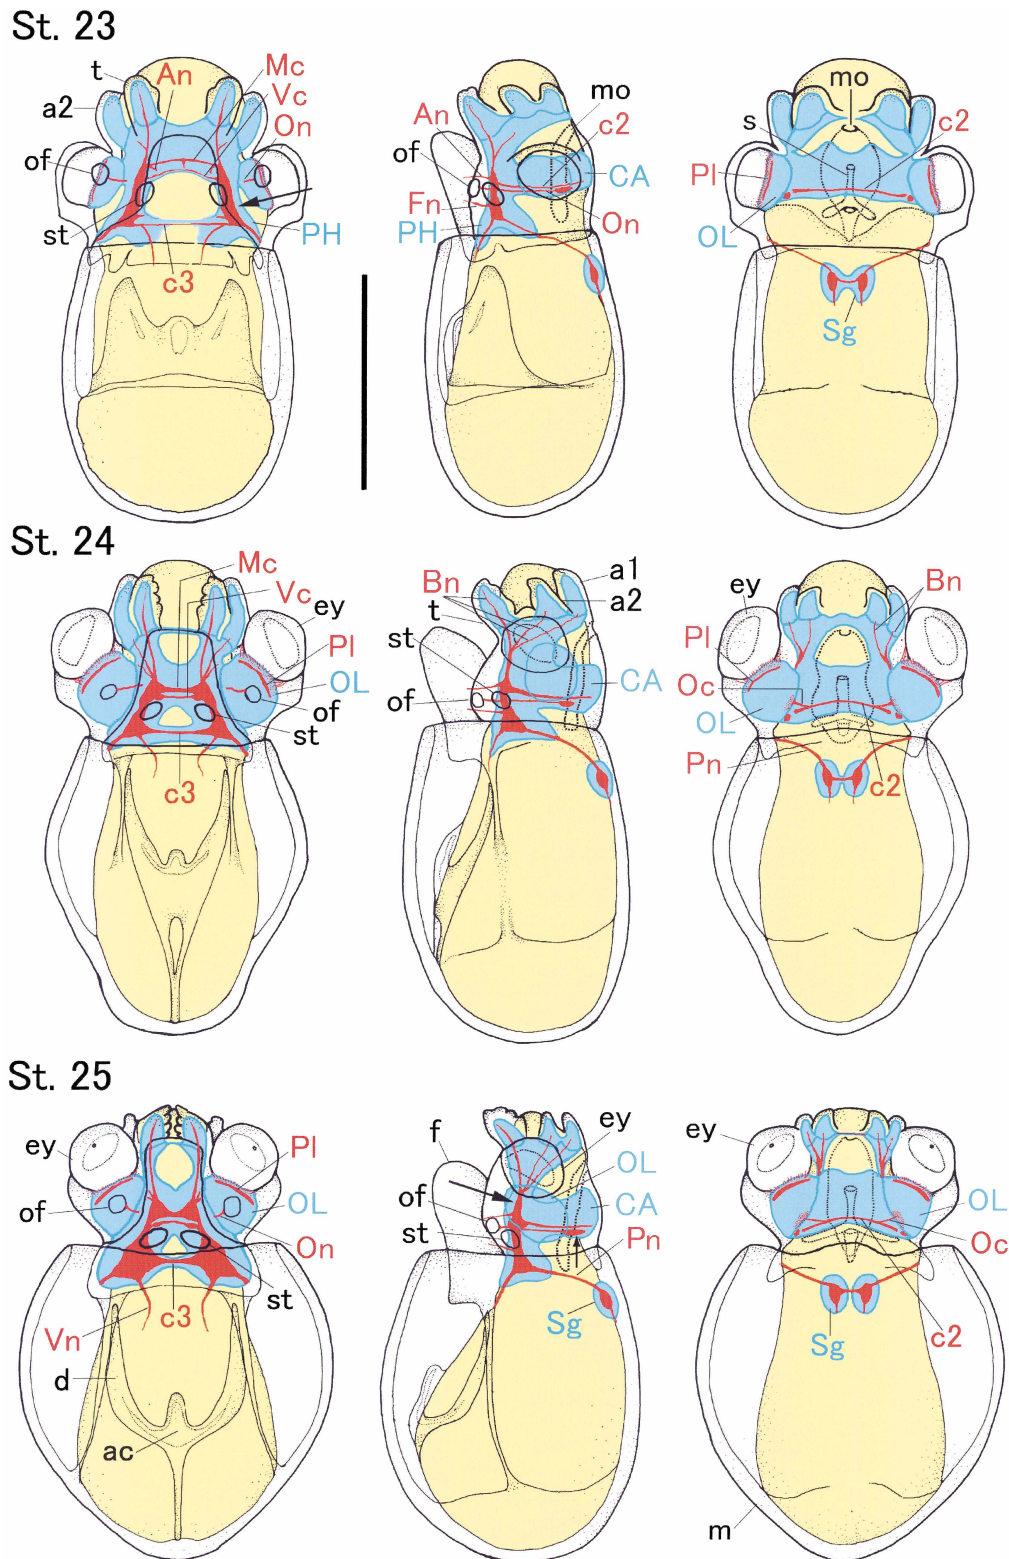 St. 23
t
An
Mc
Vc
On
a2
of
st
PH
c3
An
of
Fn
PH
mo
c2
CA
On
mo
s
c2
Pl
OL
Sg
St. 24
Mc
Vc
ey
Pl
OL
of
st
c3
Bn
t
st
of
a1
a2
CA
ey
Bn
Pl
Oc
OL
Pn
c2
St. 25
ey
of
Pl
OL
On
st
c3
Vn
d
ac
f
ey
of
st
OL
CA
Pn
Sg
ey
OL
Oc
c2
Sg
m